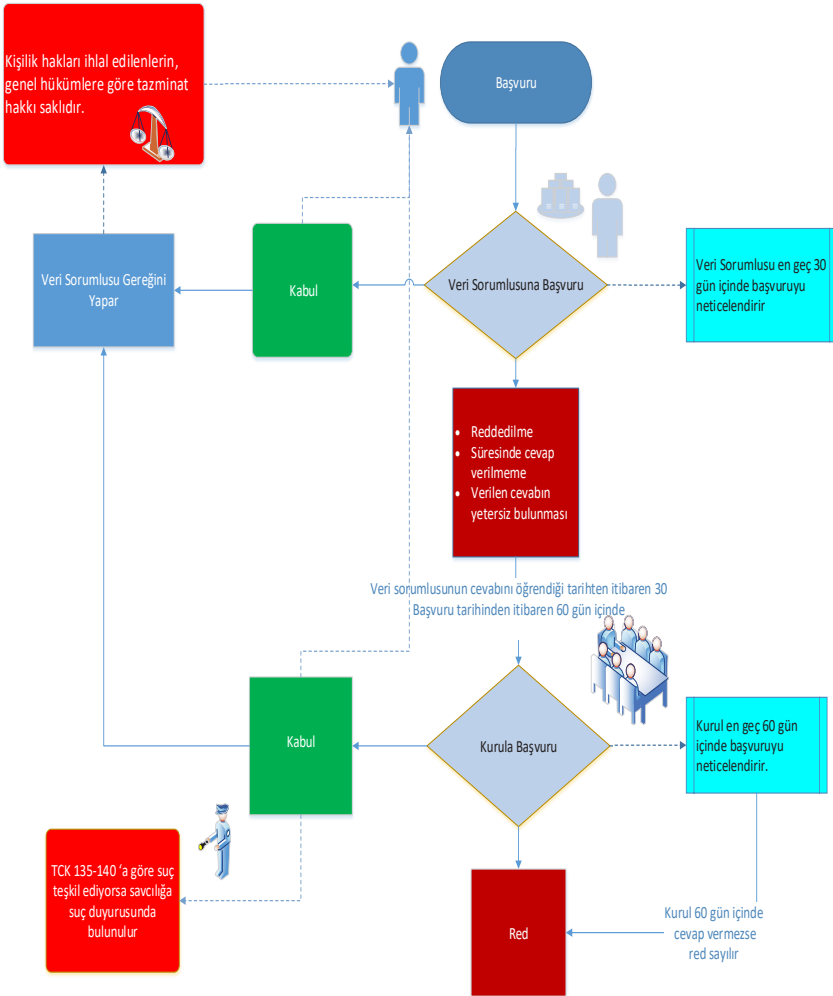 Kişilik hakları ihlal edilenlerin,
genel hükümlere göre tazminat
hakkı saklıdır.
Başvuru
Veri Sorumlusu Gereğini
Yapar
Kabul
Veri Sorumlusuna Başvuru
Veri Sorumlusu en geç 30
gün içinde başvuruyu
neticelendirir
• Reddedilme
• Süresinde cevap
verilmeme
• Verilen cevabın
yetersiz bulunması
Veri sorumlusunun cevabını öğrendiği tarihten itibaren 30
Başvuru tarihinden itibaren 60 gün içinde
Kabul
Kurula Başvuru
Kurul en geç 60 gün
içinde başvuruyu
neticelendirir.
TCK 135-140 ‘a göre suç
teşkil ediyorsa savcılığa
suç duyurusunda
bulunulur
Red
Kurul 60 gün içinde
cevap vermezse
red sayılır